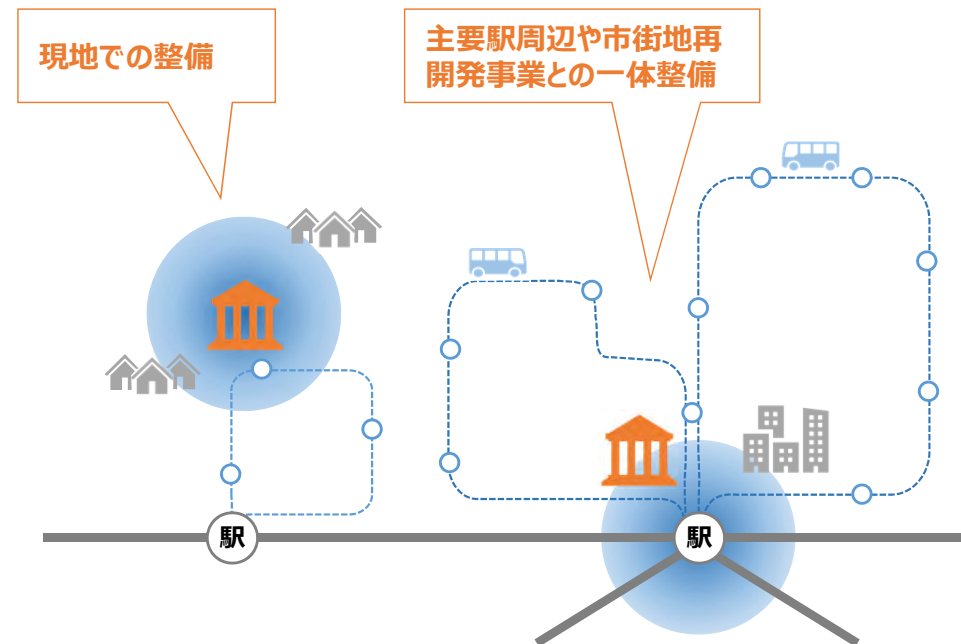 現地での整備
主要駅周辺や市街地再
開発事業との一体整備
駅
駅